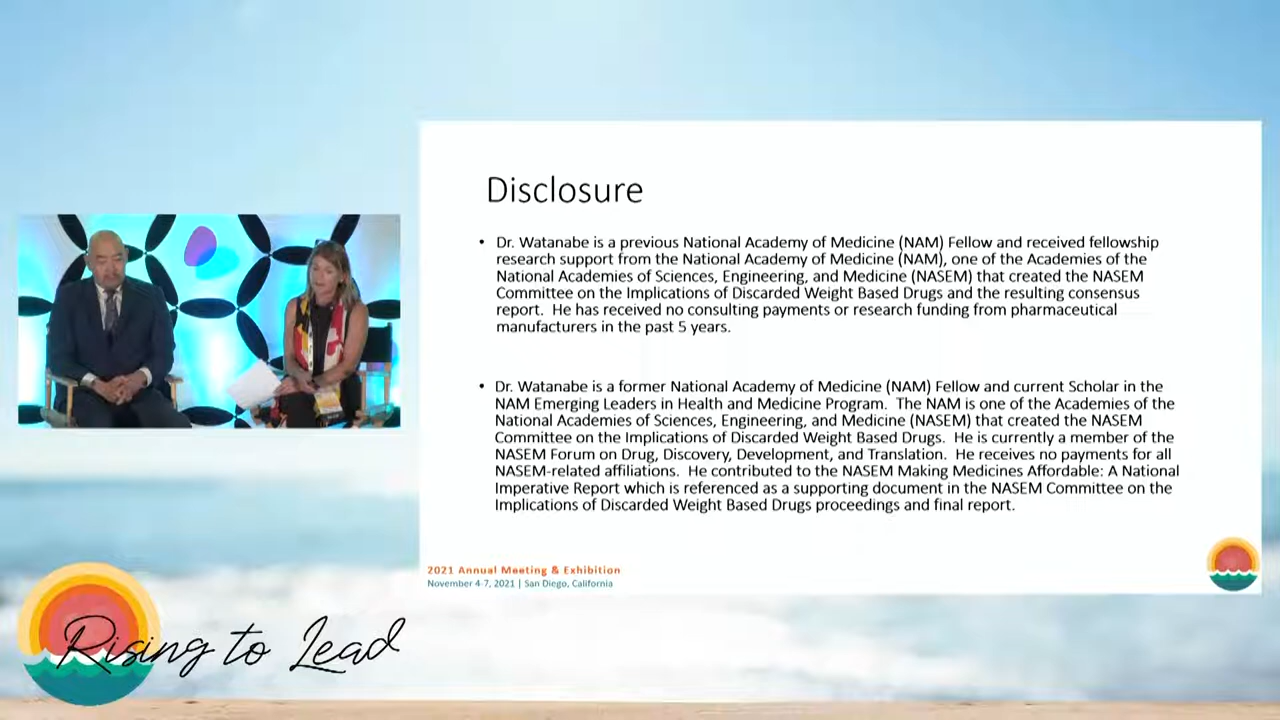 Disclosure
• Dr. Watanabe is a previous National Academy of Medicine (NAM) Fellow and received fellowship
research support from the National Academy of Medicine (NAM), one of the Academies of the
National Academies of Sciences, Engineering, and Medicine (NASEM) that created the NASEM
Committee on the Implications of Discarded Weight Based Drugs and the resulting consensus
report. He has received no consulting payments or research funding from pharmaceutical
manufacturers in the past 5 years.
• Dr. Watanabe is a former National Academy of Medicine (NAM) Fellow and current Scholar in the
NAM Emerging Leaders in Health and Medicine Program. The NAM is one of the Academies of the
National Academies of Sciences, Engineering, and Medicine (NASEM) that created the NASEM
Committee on the Implications of Discarded Weight Based Drugs. He is currently a member of the
NASEM Forum on Drug, Discovery, Development, and Translation. He receives no payments for all
NASEM-related affiliations. He contributed to the NASEM Making Medicines Affordable: A National
Imperative Report which is referenced as a supporting document in the NASEM Committee on the
Implications of Discarded Weight Based Drugs proceedings and final report.
2021 Annual Meeting & Exhibition
November 4-7, 2021 | San Diego, California
Rising to Lead